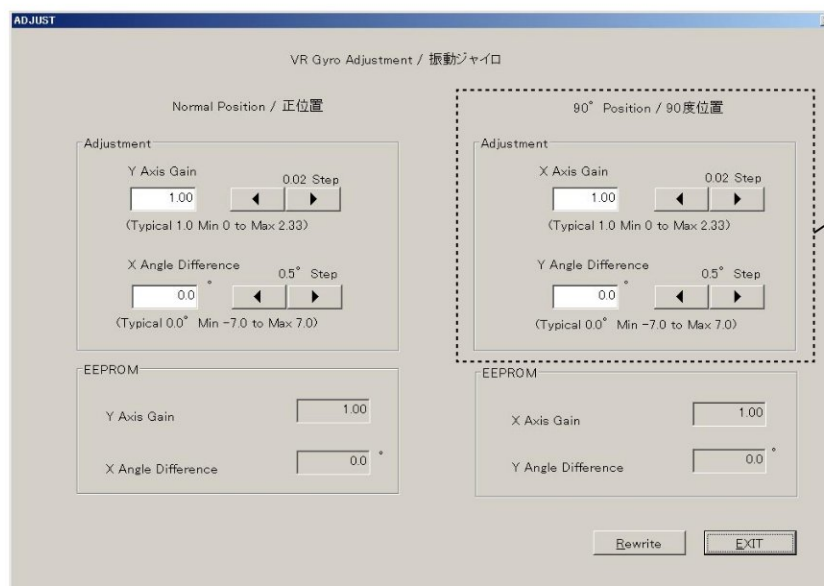 ADJUST
VR Gyro Adjustment / 振動ジャイロ
Normal Position / 正位置
Adjustment
Y Axis Gain
0.02 Step
1.00
(Typical 1.0 Min 0 to Max 2.33)
X Angle Difference
0.5° Step
0.0 °
(Typical 0.0° Min -7.0 to Max 7.0)
EEPROM
Y Axis Gain 1.00
X Angle Difference 0.0 °
90° Position / 90度位置
Adjustment
X Axis Gain
0.02 Step
1.00
(Typical 1.0 Min 0 to Max 2.33)
Y Angle Difference
0.5° Step
0.0 °
(Typical 0.0° Min -7.0 to Max 7.0)
EEPROM
X Axis Gain 1.00
Y Angle Difference 0.0 °
Rewrite EXIT